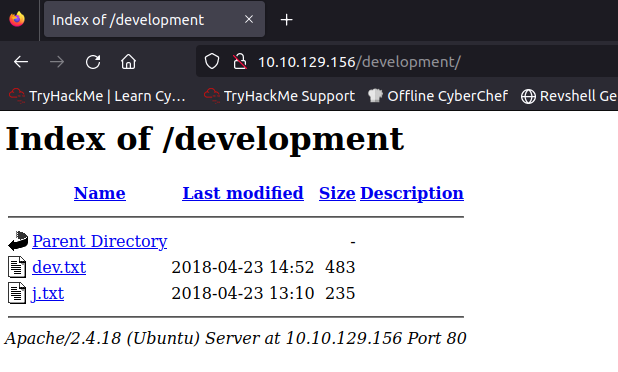 Index of /development
10.10.129.156/development/
TryHackMe | Learn Cy... TryHackMe Support Offline CyberChef Revshell Ge
Index of /development
Name Last modified Size Description
Parent Directory -
dev.txt 2018-04-23 14:52 483
j.txt 2018-04-23 13:10 235
Apache/2.4.18 (Ubuntu) Server at 10.10.129.156 Port 80